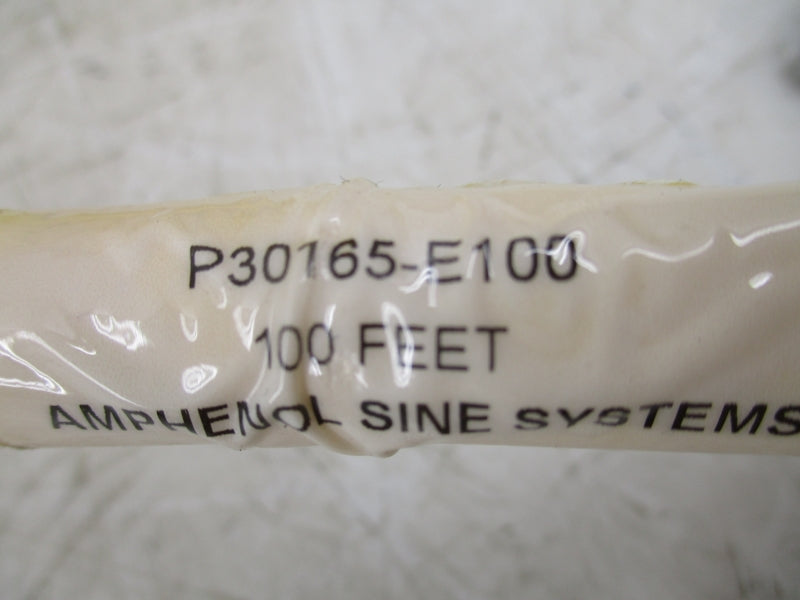 P30165-E100
100 FEET
AMPHENOL SINE SYSTEMS